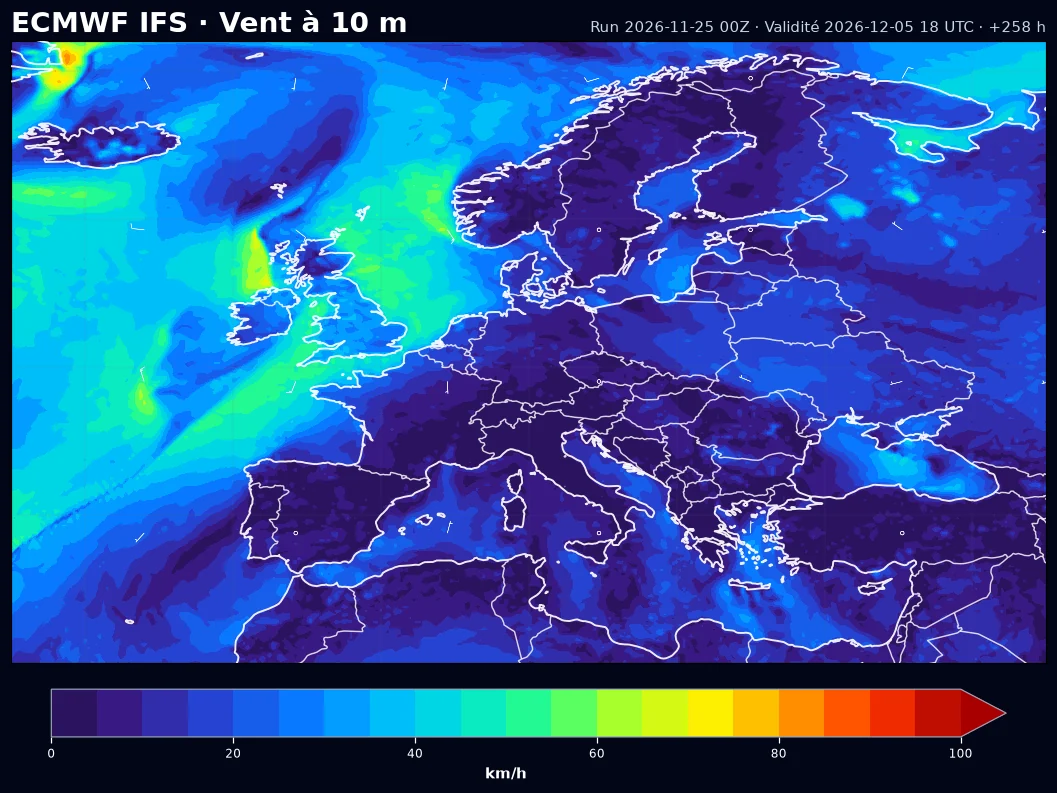 ECMWF IFS · Vent à 10 m
Run 2026-11-25 00Z · Validité 2026-12-05 18 UTC · +258 h
0 20 40 60 80 100
km/h